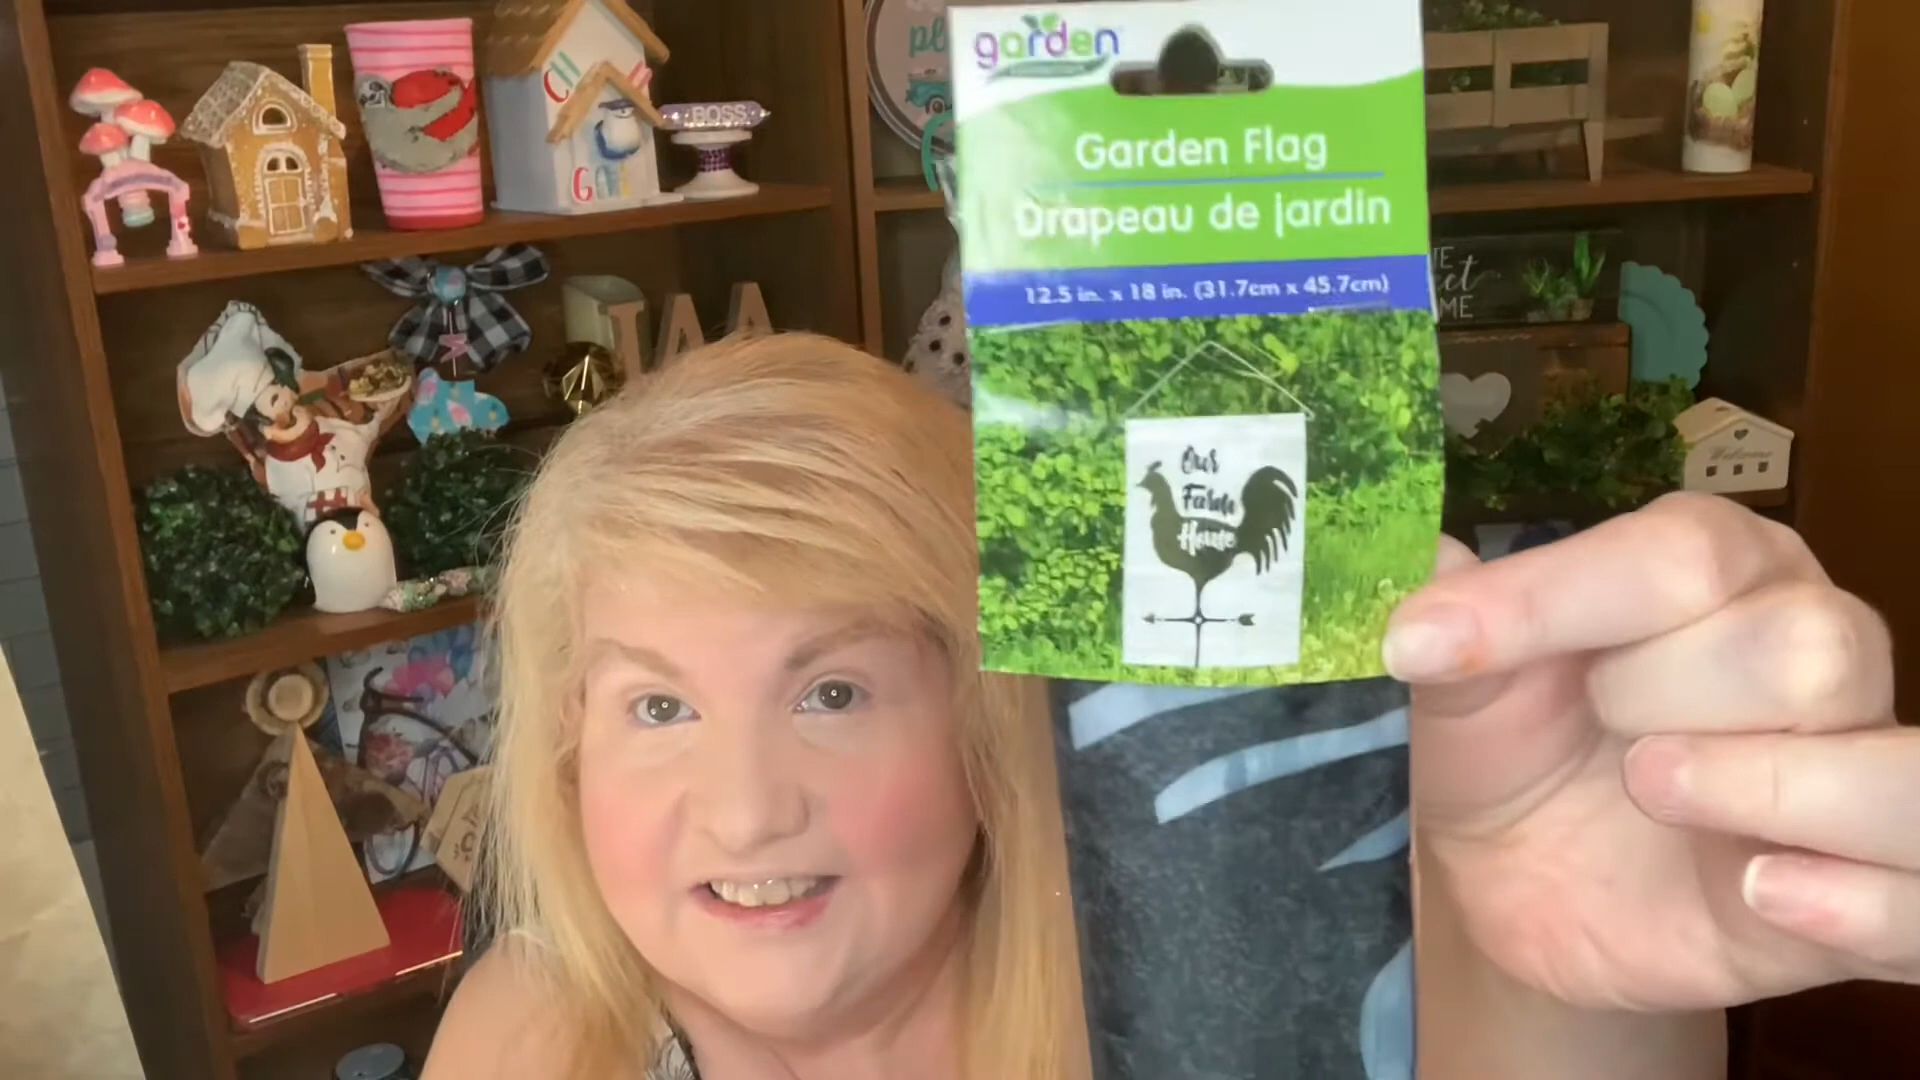 garden
Garden Flag
Drapeau de jardin
12.5 in. x 18 in. (31.7cm x 45.7cm)
Our
Farm
House
BOSS
Welcome